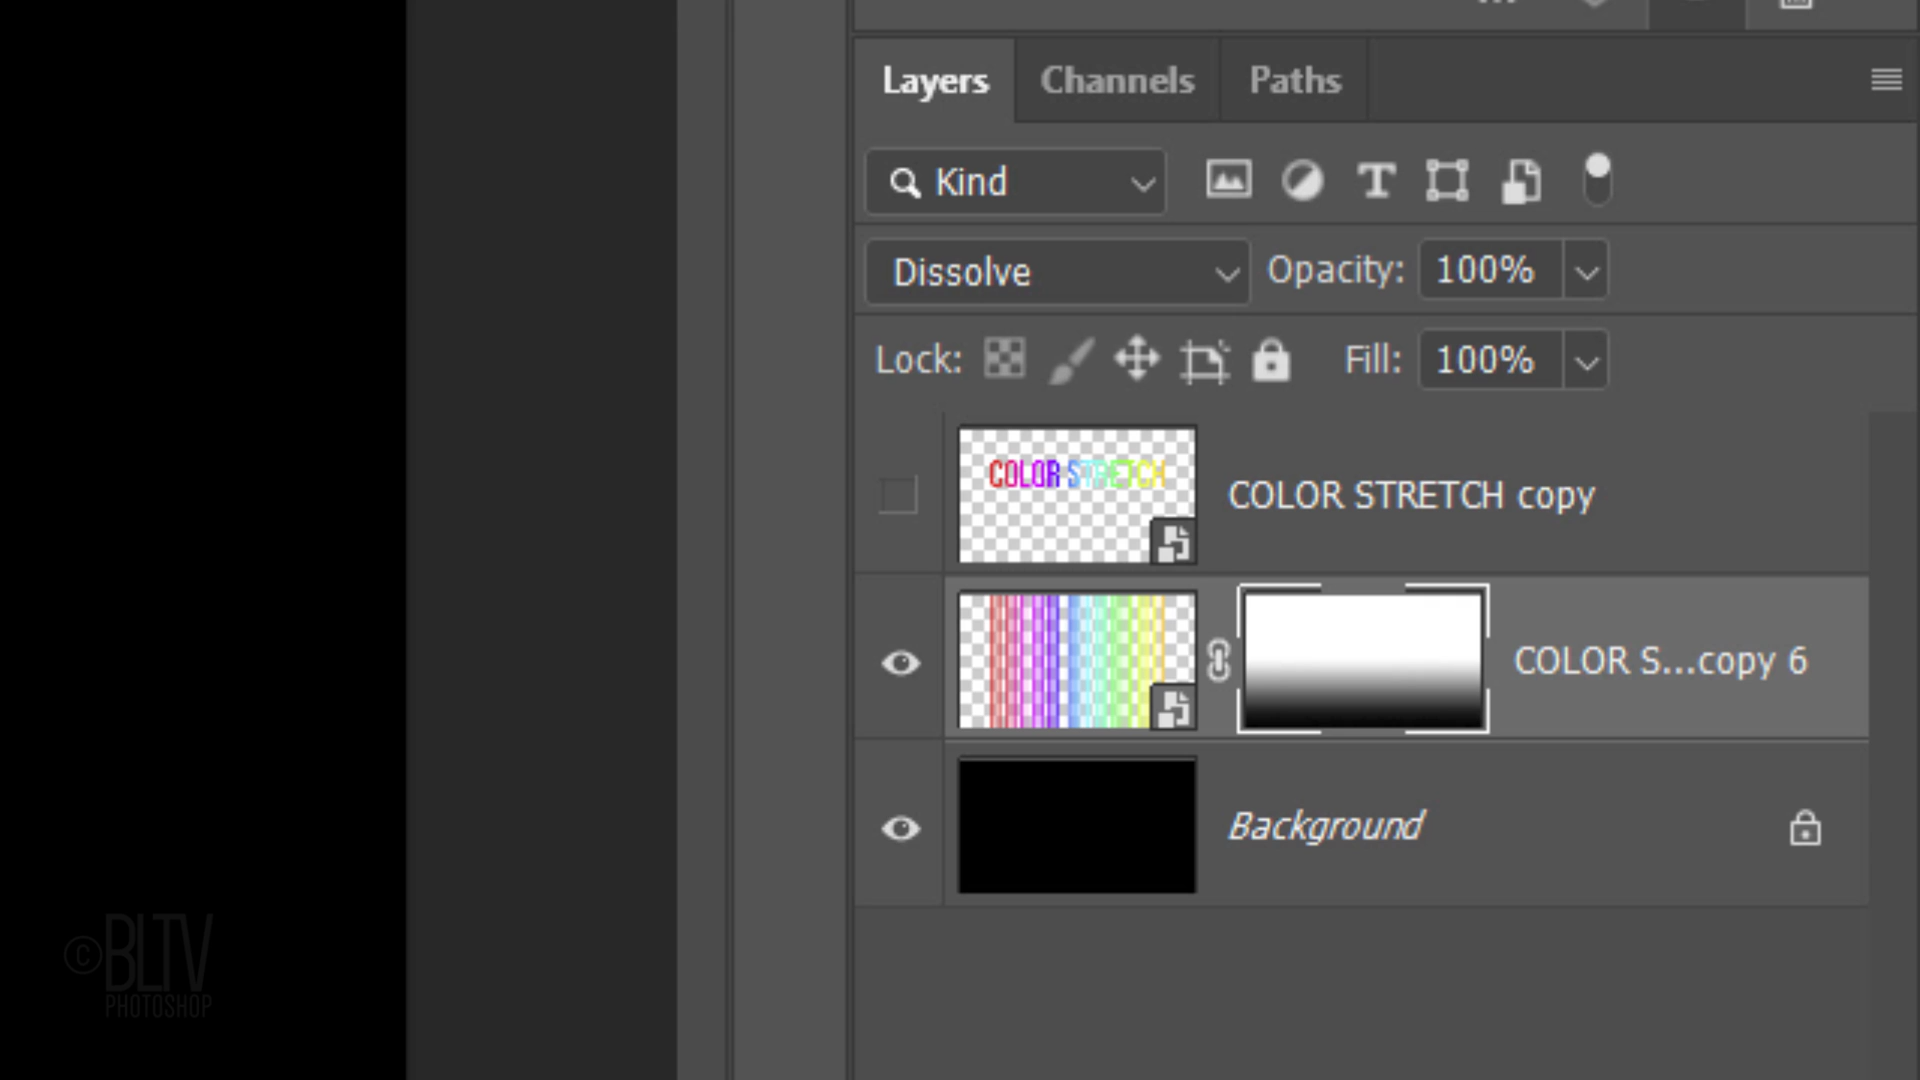 Layers Channels Paths
Kind
Dissolve Opacity: 100%
Lock: Fill: 100%
COLOR STRETCH
COLOR STRETCH copy
COLOR S...copy 6
Background
©BLTV
PHOTOSHOP